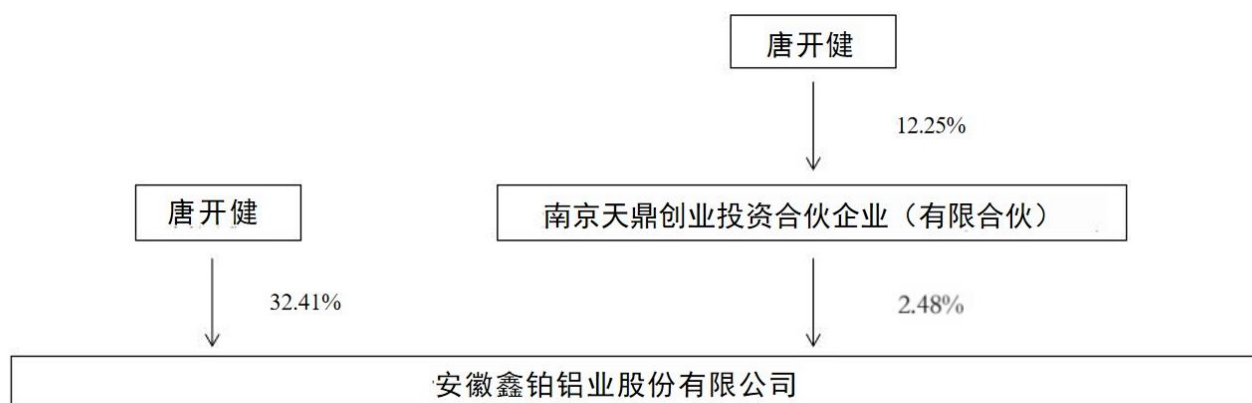 唐开健
12.25%
唐开健
南京天鼎创业投资合伙企业（有限合伙）
32.41%
2.48%
安徽鑫铂铝业股份有限公司